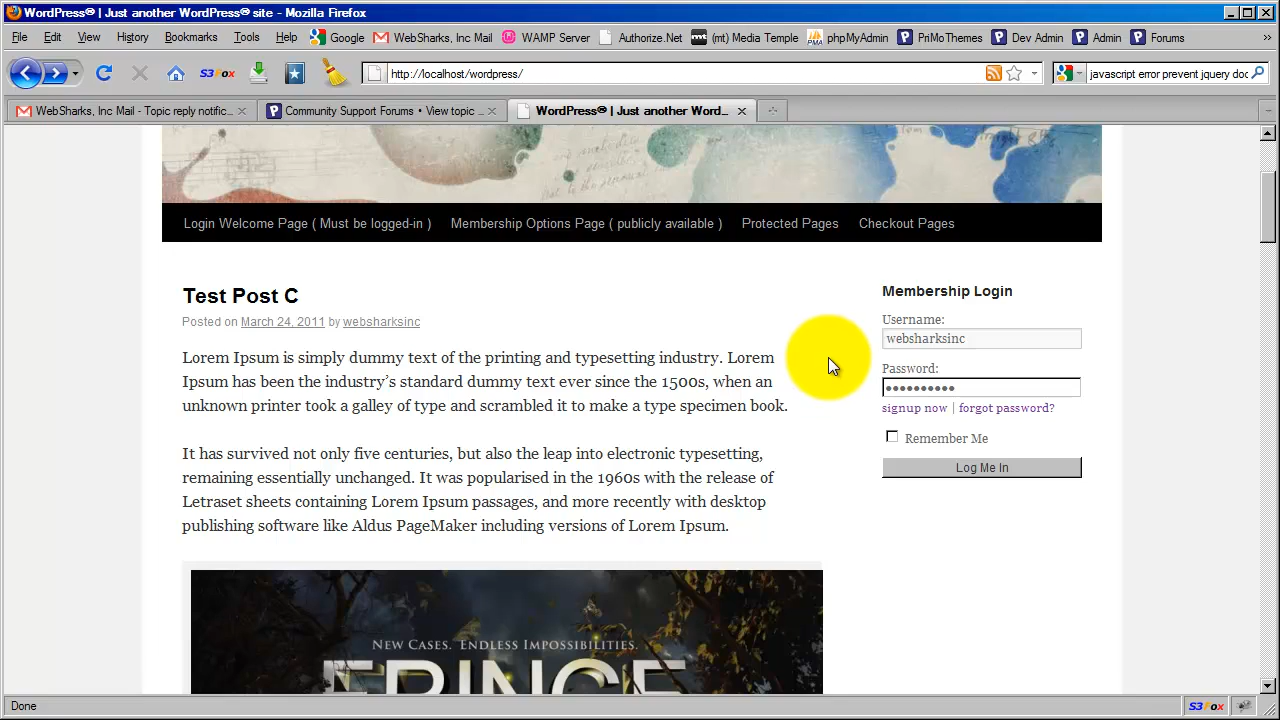 WordPress® | Just another WordPress® site - Mozilla Firefox
File Edit View History Bookmarks Tools Help Google WebSharks, Inc Mail WAMP Server Authorize.Net (mt) Media Temple phpMyAdmin PriMoThemes Dev Admin Admin Forums »
S3Fox http://localhost/wordpress/ javascript error prevent jquery doc
WebSharks, Inc Mail - Topic reply notific... Community Support Forums • View topic ... WordPress® | Just another Word...
Login Welcome Page ( Must be logged-in ) Membership Options Page ( publicly available ) Protected Pages Checkout Pages
Test Post C
Posted on March 24, 2011 by websharksinc
Lorem Ipsum is simply dummy text of the printing and typesetting industry. Lorem
Ipsum has been the industry’s standard dummy text ever since the 1500s, when an
unknown printer took a galley of type and scrambled it to make a type specimen book.
It has survived not only five centuries, but also the leap into electronic typesetting,
remaining essentially unchanged. It was popularised in the 1960s with the release of
Letraset sheets containing Lorem Ipsum passages, and more recently with desktop
publishing software like Aldus PageMaker including versions of Lorem Ipsum.
NEW CASES. ENDLESS IMPOSSIBILITIES.
FRINGE
Membership Login
Username:
websharksinc
Password:
••••••••••
signup now | forgot password?
Remember Me
Log Me In
Done S3Fox